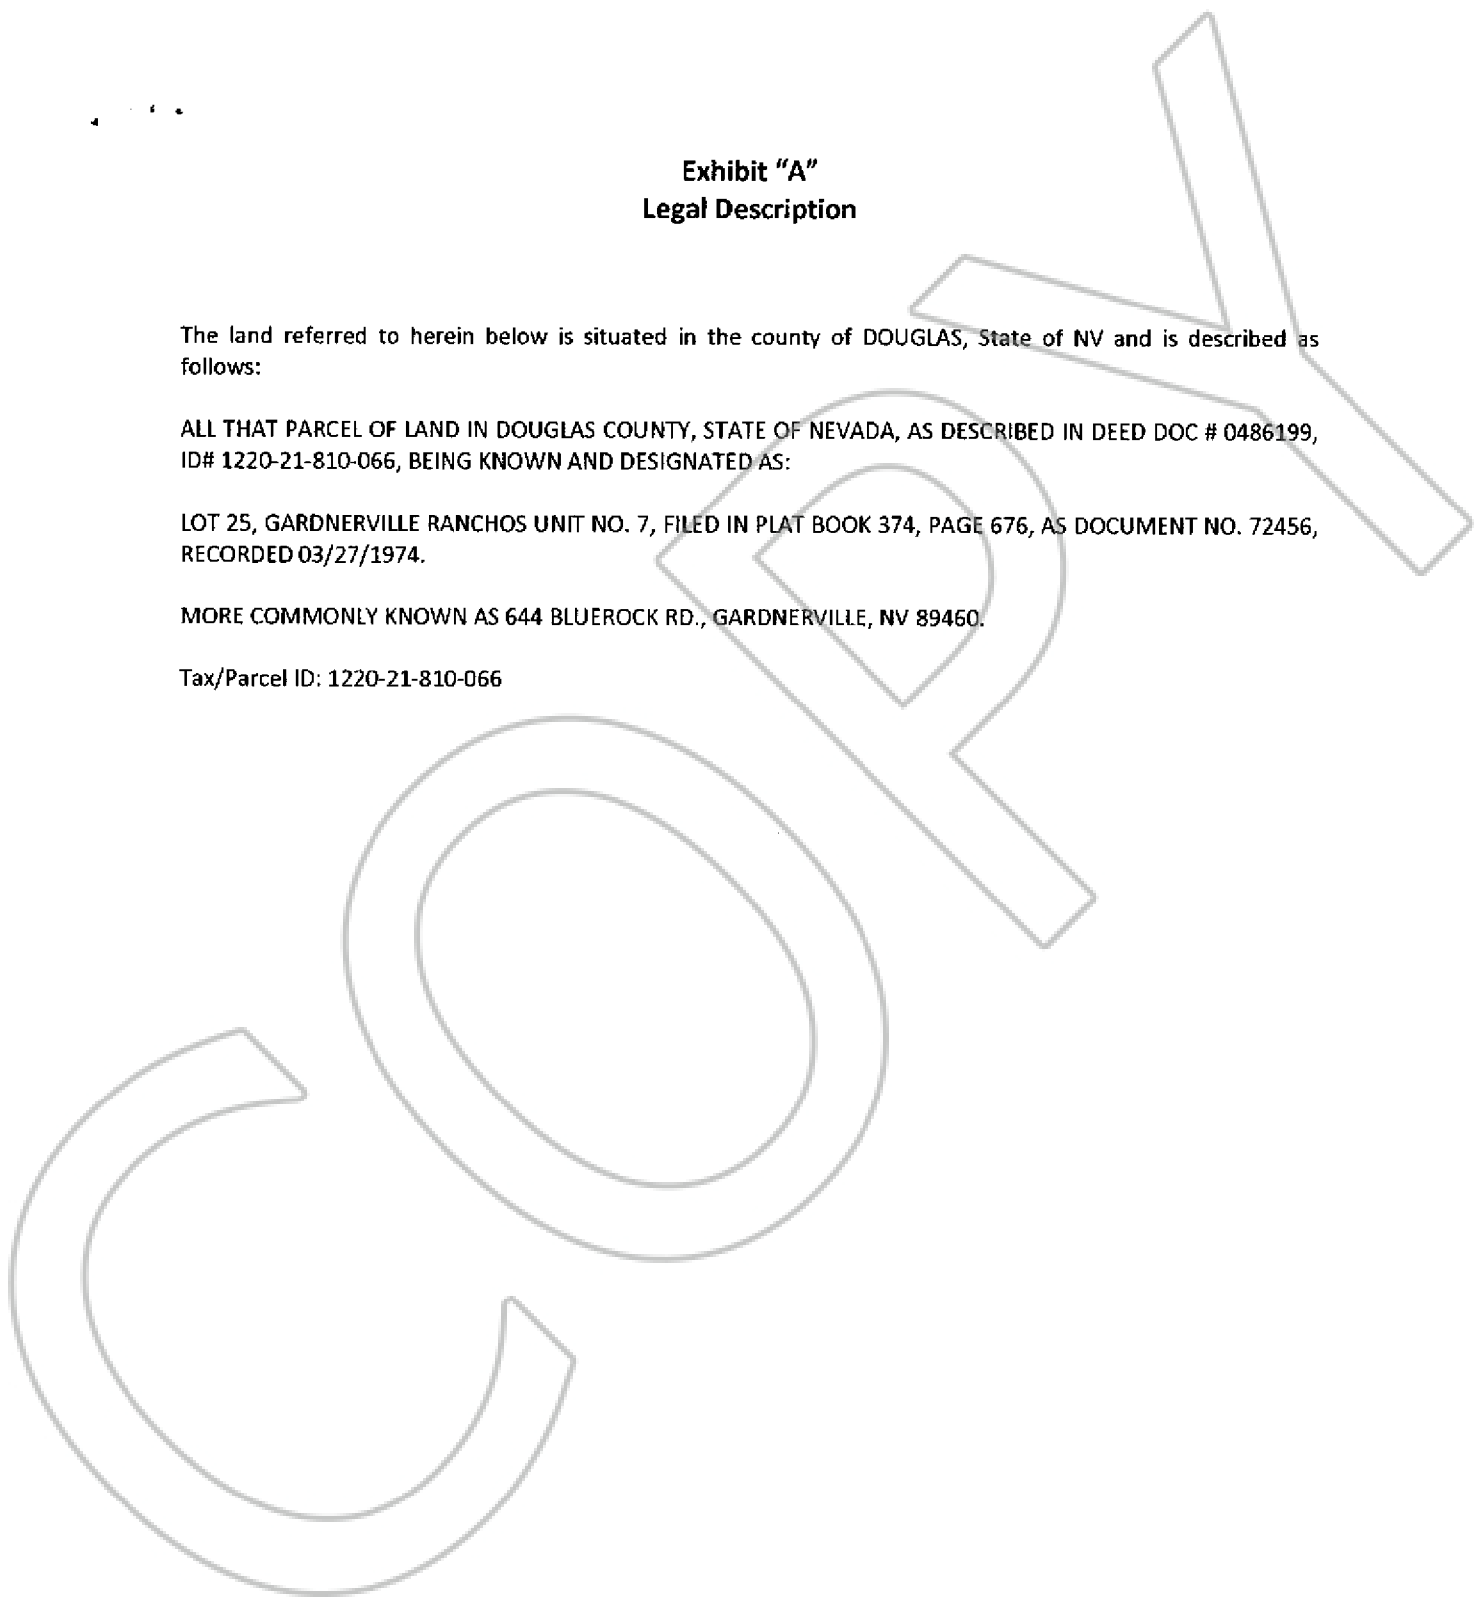 Exhibit “A”
Legal Description
The land referred to herein below is situated in the county of DOUGLAS, State of NV and is described as
follows:
ALL THAT PARCEL OF LAND IN DOUGLAS COUNTY, STATE OF NEVADA, AS DESCRIBED IN DEED DOC # 0486199,
ID# 1220-21-810-066, BEING KNOWN AND DESIGNATED AS:
LOT 25, GARDNERVILLE RANCHOS UNIT NO. 7, FILED IN PLAT BOOK 374, PAGE 676, AS DOCUMENT NO. 72456,
RECORDED 03/27/1974.
MORE COMMONLY KNOWN AS 644 BLUEROCK RD., GARDNERVILLE, NV 89460.
Tax/Parcel ID: 1220-21-810-066
COPY